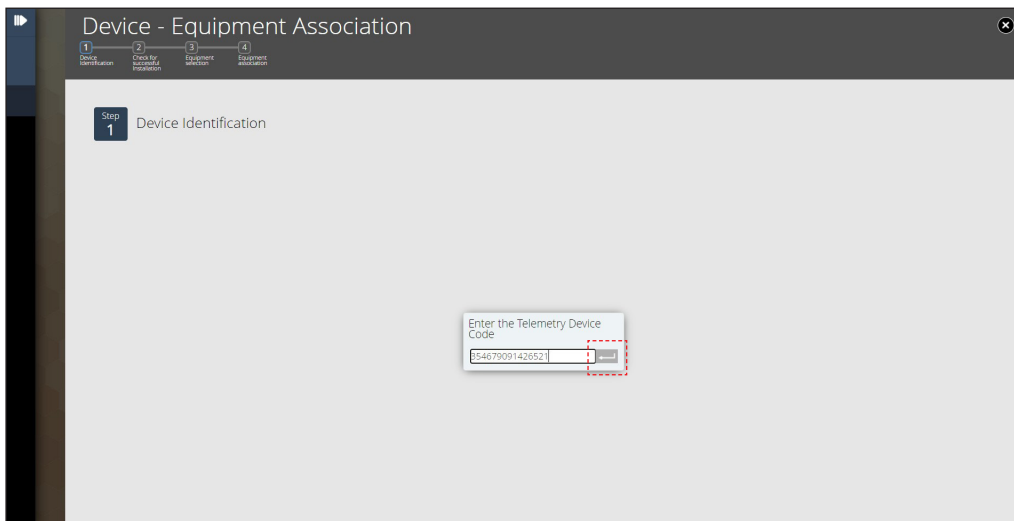 Device - Equipment Association
1 2 3 4
Device Identification
Check for successful Installation
Equipment selection
Equipment association
Step
1
Device Identification
Enter the Telemetry Device
Code
354679091426521